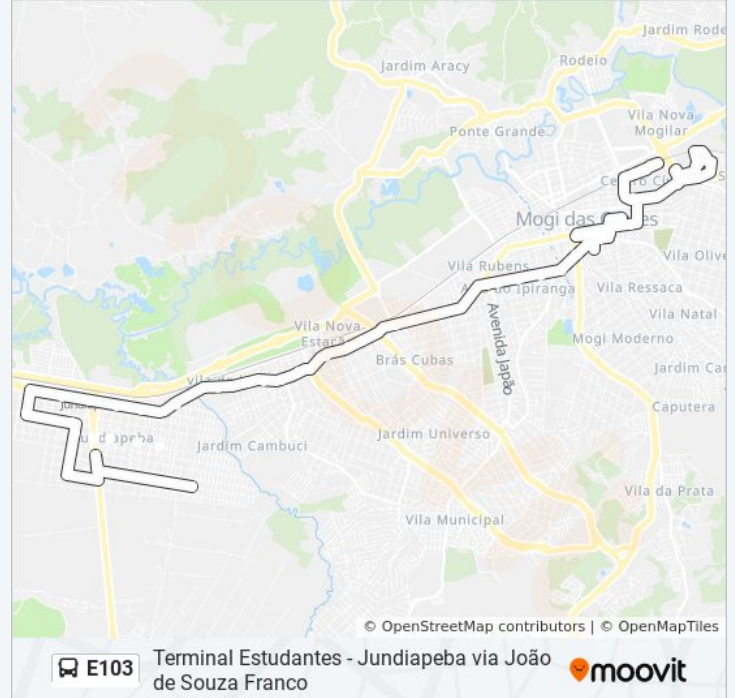 Jardim Rode
Jardim Aracy
Rodeio
Vila Nova
Mogilar
Ponte Grande
Mogi das
Vila Olive
Vila Rubens
Ipiranga
Vila Ressaca
Vila Natal
Avenida Japão
Vila Nova
Estação
Mogi Moderno
Brás Cubas
Jardim Car
Caputera
Jardim Cambuci
Jardim Universo
Vila da Prata
Vila Municipal
© OpenStreetMap contributors | © OpenMapTiles
E103
Terminal Estudantes - Jundiapeba via João
de Souza Franco
moovit